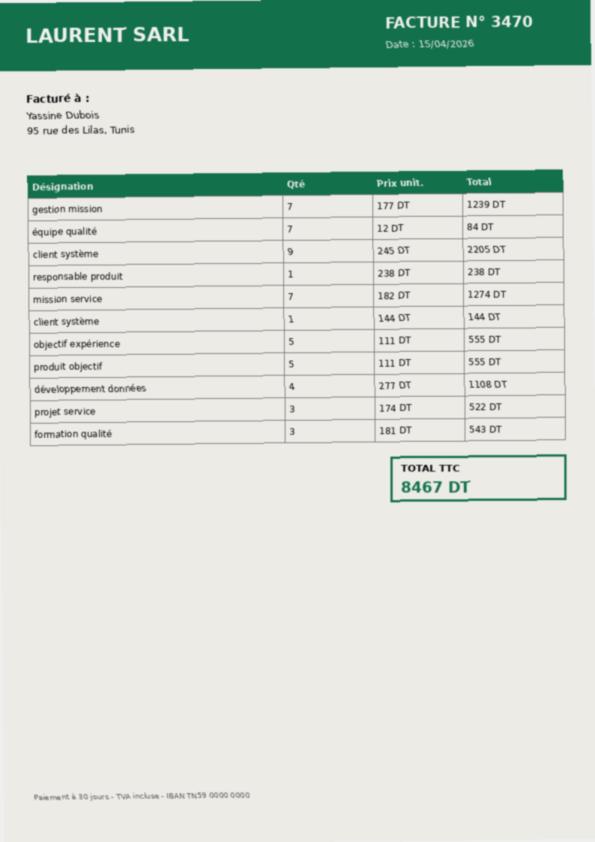 LAURENT SARL
FACTURE N° 3470
Date : 15/04/2026
Facturé à :
Yassine Dubois
95 rue des Lilas, Tunis
Désignation Qté Prix unit. Total
gestion mission 7 177 DT 1239 DT
équipe qualité 7 12 DT 84 DT
client système 9 245 DT 2205 DT
responsable produit 1 238 DT 238 DT
mission service 7 182 DT 1274 DT
client système 1 144 DT 144 DT
objectif expérience 5 111 DT 555 DT
produit objectif 5 111 DT 555 DT
développement données 4 277 DT 1108 DT
projet service 3 174 DT 522 DT
formation qualité 3 181 DT 543 DT
TOTAL TTC
8467 DT
Paiement à 30 jours - TVA incluse - IBAN TN59 0000 0000